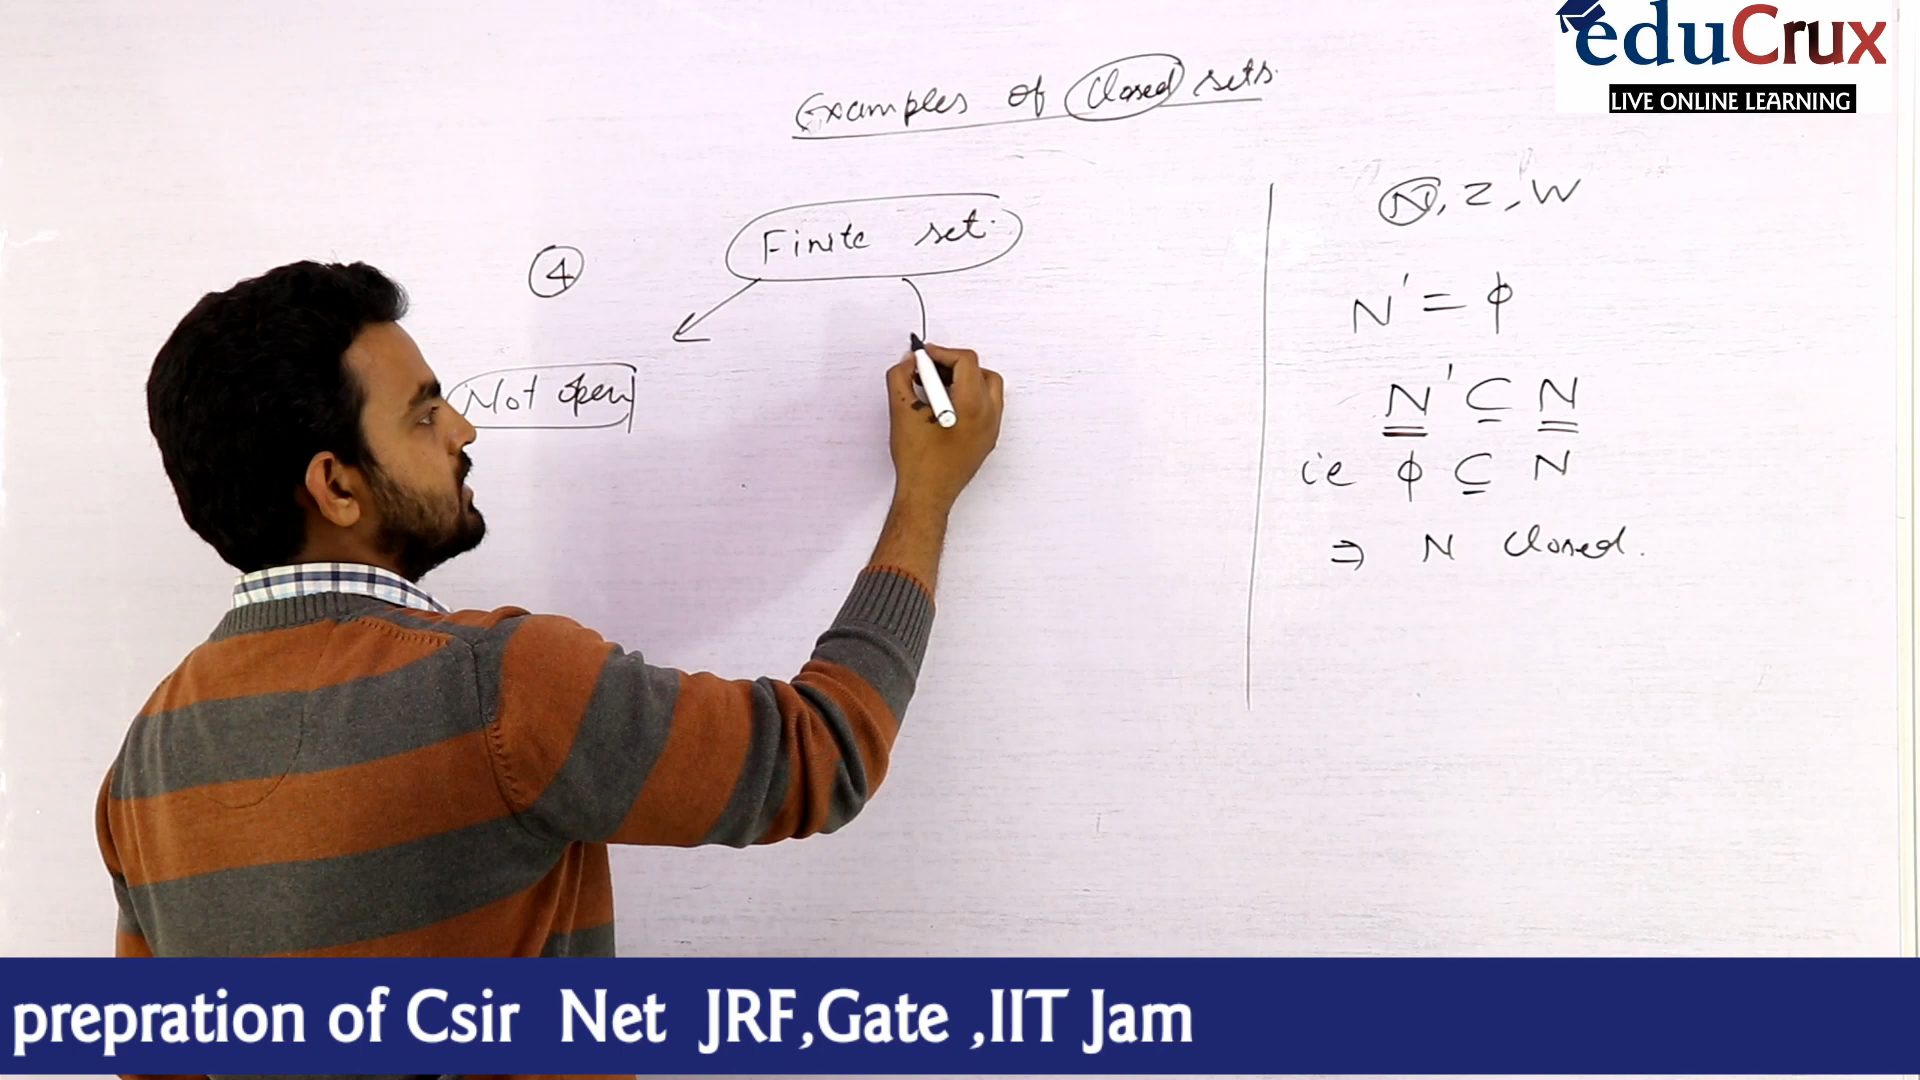 eduCrux
LIVE ONLINE LEARNING
Examples of Closed sets.
4
Finite set.
Not open
N, Z, W
N' = ϕ
N' ⊆ N
ie ϕ ⊆ N
⇒ N Closed.
prepration of Csir Net JRF,Gate ,IIT Jam